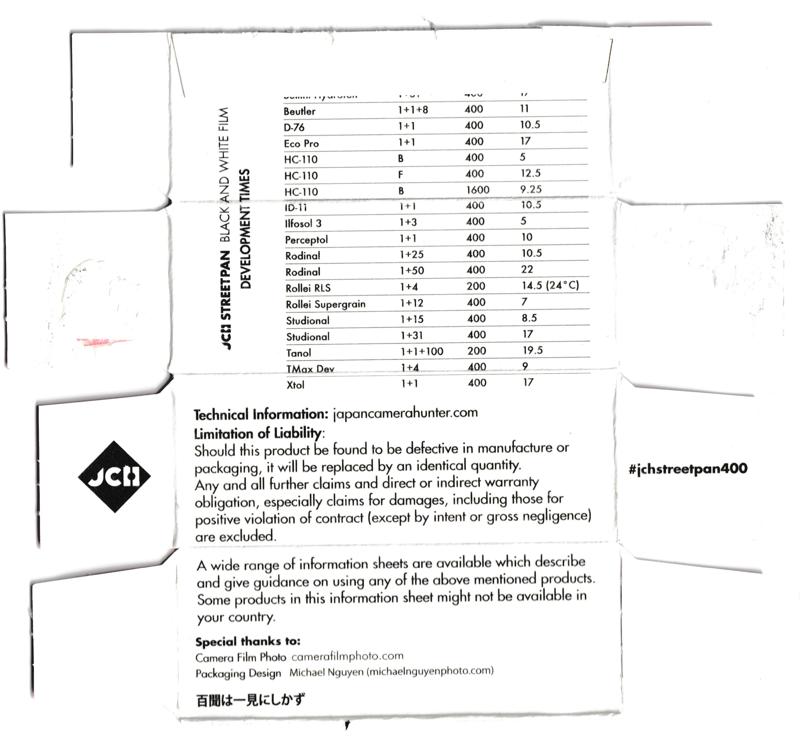 JCH STREETPAN BLACK AND WHITE FILM
DEVELOPMENT TIMES
Beutler 1+1+8 400 11
D-76 1+1 400 10.5
Eco Pro 1+1 400 17
HC-110 B 400 5
HC-110 F 400 12.5
HC-110 B 1600 9.25
ID-11 1+1 400 10.5
Ilfosol 3 1+3 400 5
Perceptol 1+1 400 10
Rodinal 1+25 400 10.5
Rodinal 1+50 400 22
Rollei RLS 1+4 200 14.5 (24°C)
Rollei Supergrain 1+12 400 7
Studional 1+15 400 8.5
Studional 1+31 400 17
Tanol 1+1+100 200 19.5
TMax Dev 1+4 400 9
Xtol 1+1 400 17
Technical Information: japancamerahunter.com
Limitation of Liability:
Should this product be found to be defective in manufacture or
packaging, it will be replaced by an identical quantity.
Any and all further claims and direct or indirect warranty
obligation, especially claims for damages, including those for
positive violation of contract (except by intent or gross negligence)
are excluded.
JCH
#jchstreetpan400
A wide range of information sheets are available which describe
and give guidance on using any of the above mentioned products.
Some products in this information sheet might not be available in
your country.
Special thanks to:
Camera Film Photo camerafilmphoto.com
Packaging Design Michael Nguyen (michaelnguyenphoto.com)
百聞は一見にしかず